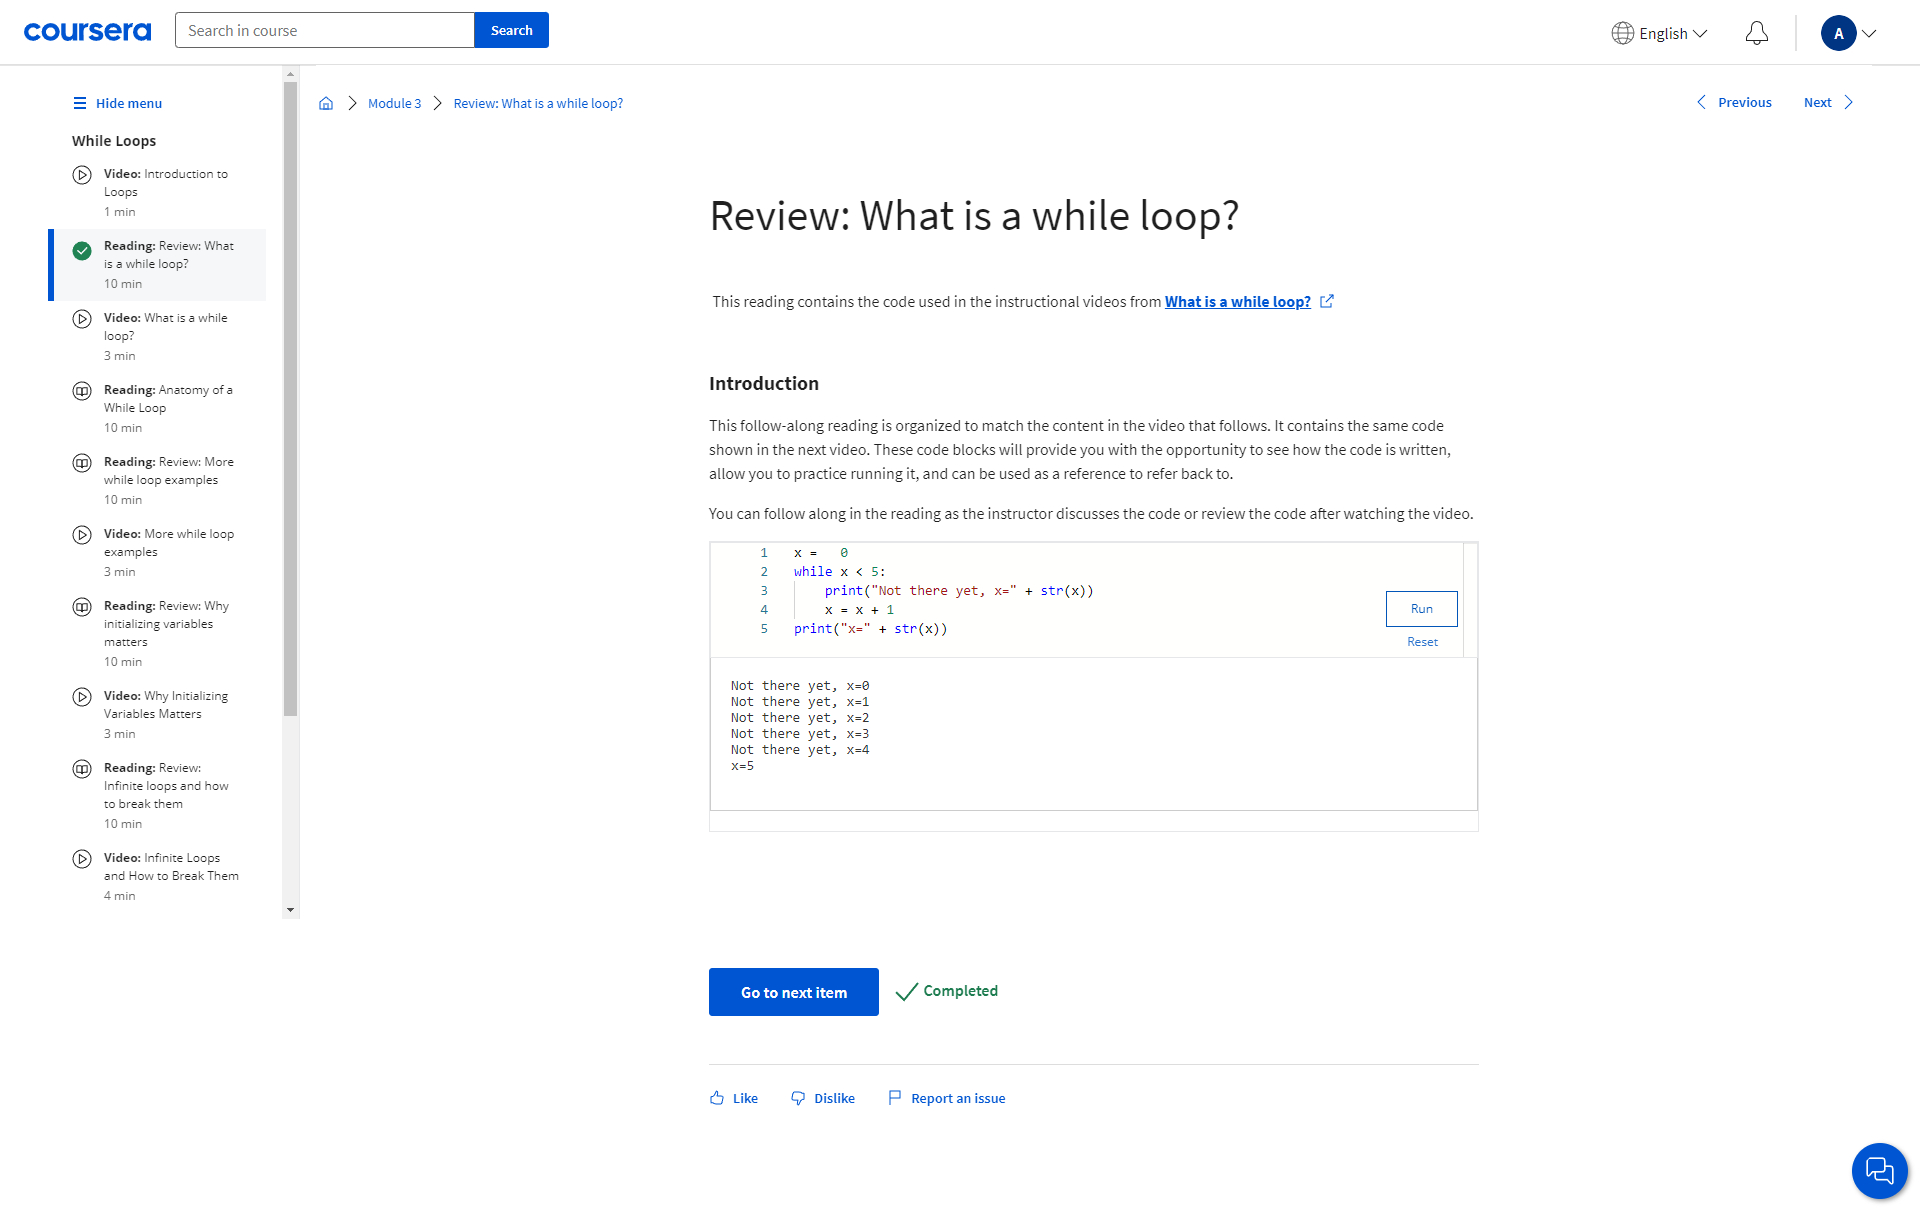 coursera
Search in course
Search
English
A
Hide menu
While Loops
Video: Introduction to
Loops
1 min
Reading: Review: What
is a while loop?
10 min
Video: What is a while
loop?
3 min
Reading: Anatomy of a
While Loop
10 min
Reading: Review: More
while loop examples
10 min
Video: More while loop
examples
3 min
Reading: Review: Why
initializing variables
matters
10 min
Video: Why Initializing
Variables Matters
3 min
Reading: Review:
Infinite loops and how
to break them
10 min
Video: Infinite Loops
and How to Break Them
4 min
Module 3
Review: What is a while loop?
Previous
Next
Review: What is a while loop?
This reading contains the code used in the instructional videos from What is a while loop?
Introduction
This follow-along reading is organized to match the content in the video that follows. It contains the same code
shown in the next video. These code blocks will provide you with the opportunity to see how the code is written,
allow you to practice running it, and can be used as a reference to refer back to.
You can follow along in the reading as the instructor discusses the code or review the code after watching the video.
1 x = 0
2 while x < 5:
3 print("Not there yet, x=" + str(x))
4 x = x + 1
5 print("x=" + str(x))
Run
Reset
Not there yet, x=0
Not there yet, x=1
Not there yet, x=2
Not there yet, x=3
Not there yet, x=4
x=5
Go to next item
Completed
Like
Dislike
Report an issue